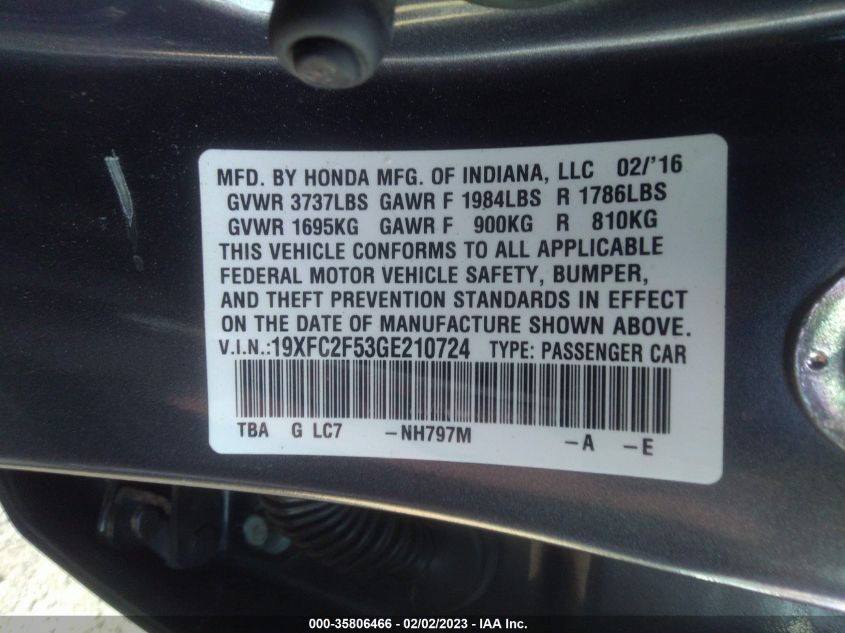 MFD. BY HONDA MFG. OF INDIANA, LLC 02/'16
GVWR 3737LBS GAWR F 1984LBS R 1786LBS
GVWR 1695KG GAWR F 900KG R 810KG
THIS VEHICLE CONFORMS TO ALL APPLICABLE
FEDERAL MOTOR VEHICLE SAFETY, BUMPER,
AND THEFT PREVENTION STANDARDS IN EFFECT
ON THE DATE OF MANUFACTURE SHOWN ABOVE.
V.I.N.:19XFC2F53GE210724 TYPE: PASSENGER CAR
TBA G LC7 -NH797M -A -E
000-35806466 - 02/02/2023 - IAA Inc.